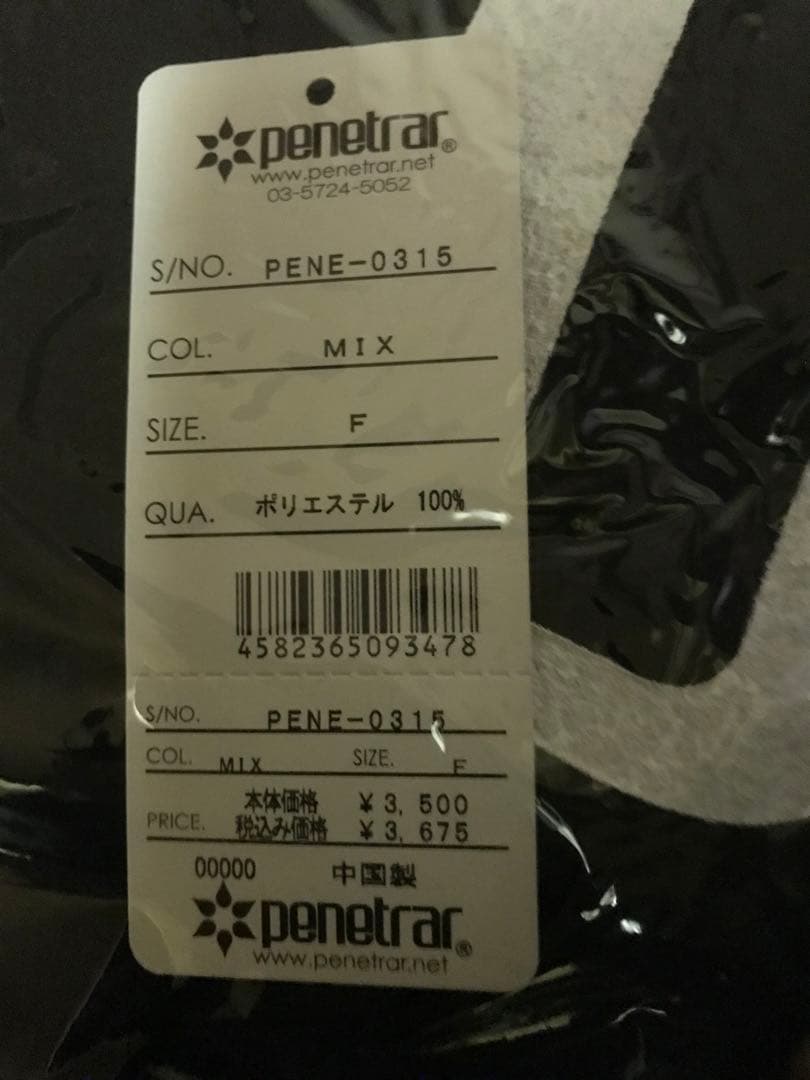 penetrar®
www.penetrar.net
03-5724-5052
S/NO. PENE-0315
COL. MIX
SIZE. F
QUA. ポリエステル 100%
4582365093478
S/NO. PENE-0315
COL. MIX SIZE. F
本体価格 ¥3,500
PRICE. 税込み価格 ¥3,675
00000 中国製
penetrar®
www.penetrar.net